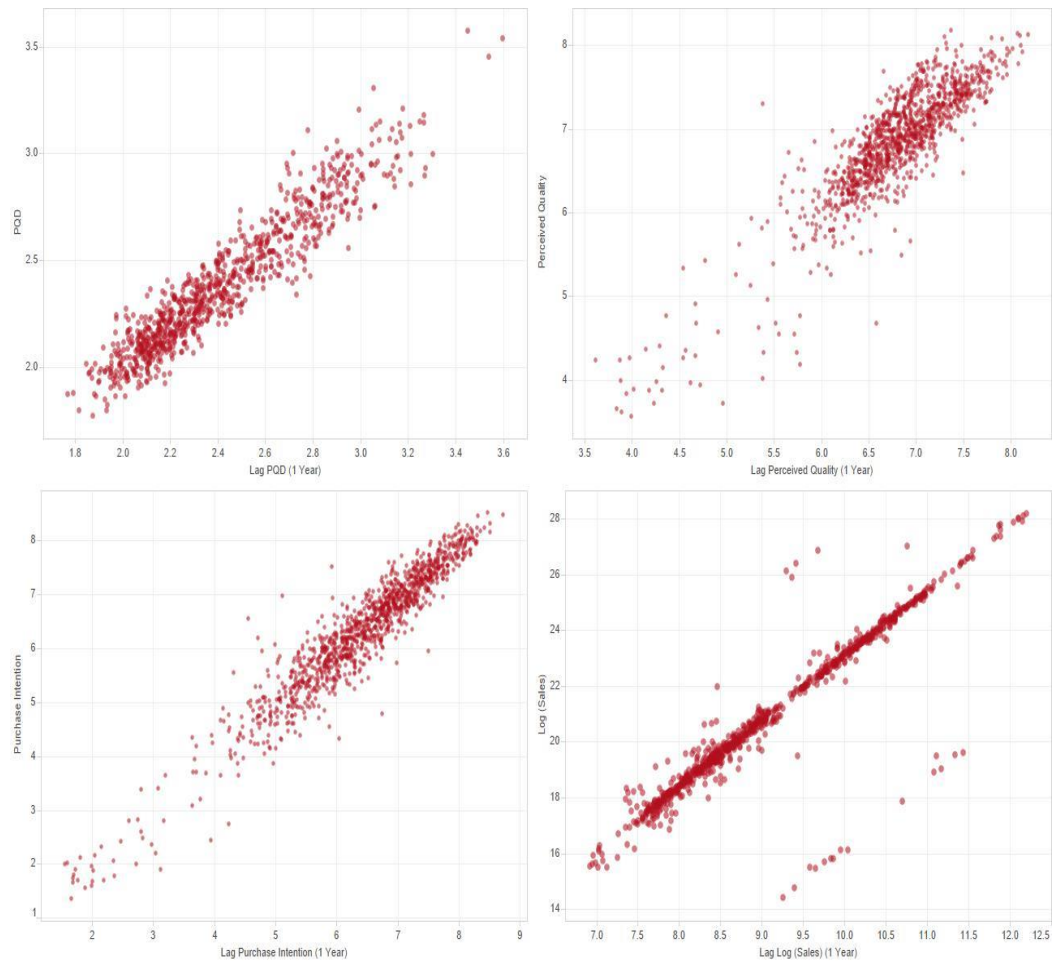 3.5
3.0
2.5
2.0
PQD
1.8 2.0 2.2 2.4 2.6 2.8 3.0 3.2 3.4 3.6
Lag PQD (1 Year)
8
7
6
5
4
Perceived Quality
3.5 4.0 4.5 5.0 5.5 6.0 6.5 7.0 7.5 8.0
Lag Perceived Quality (1 Year)
8
7
6
5
4
3
2
1
Purchase Intention
2 3 4 5 6 7 8 9
Lag Purchase Intention (1 Year)
28
26
24
22
20
18
16
14
Log (Sales)
7.0 7.5 8.0 8.5 9.0 9.5 10.0 10.5 11.0 11.5 12.0 12.5
Lag Log (Sales) (1 Year)